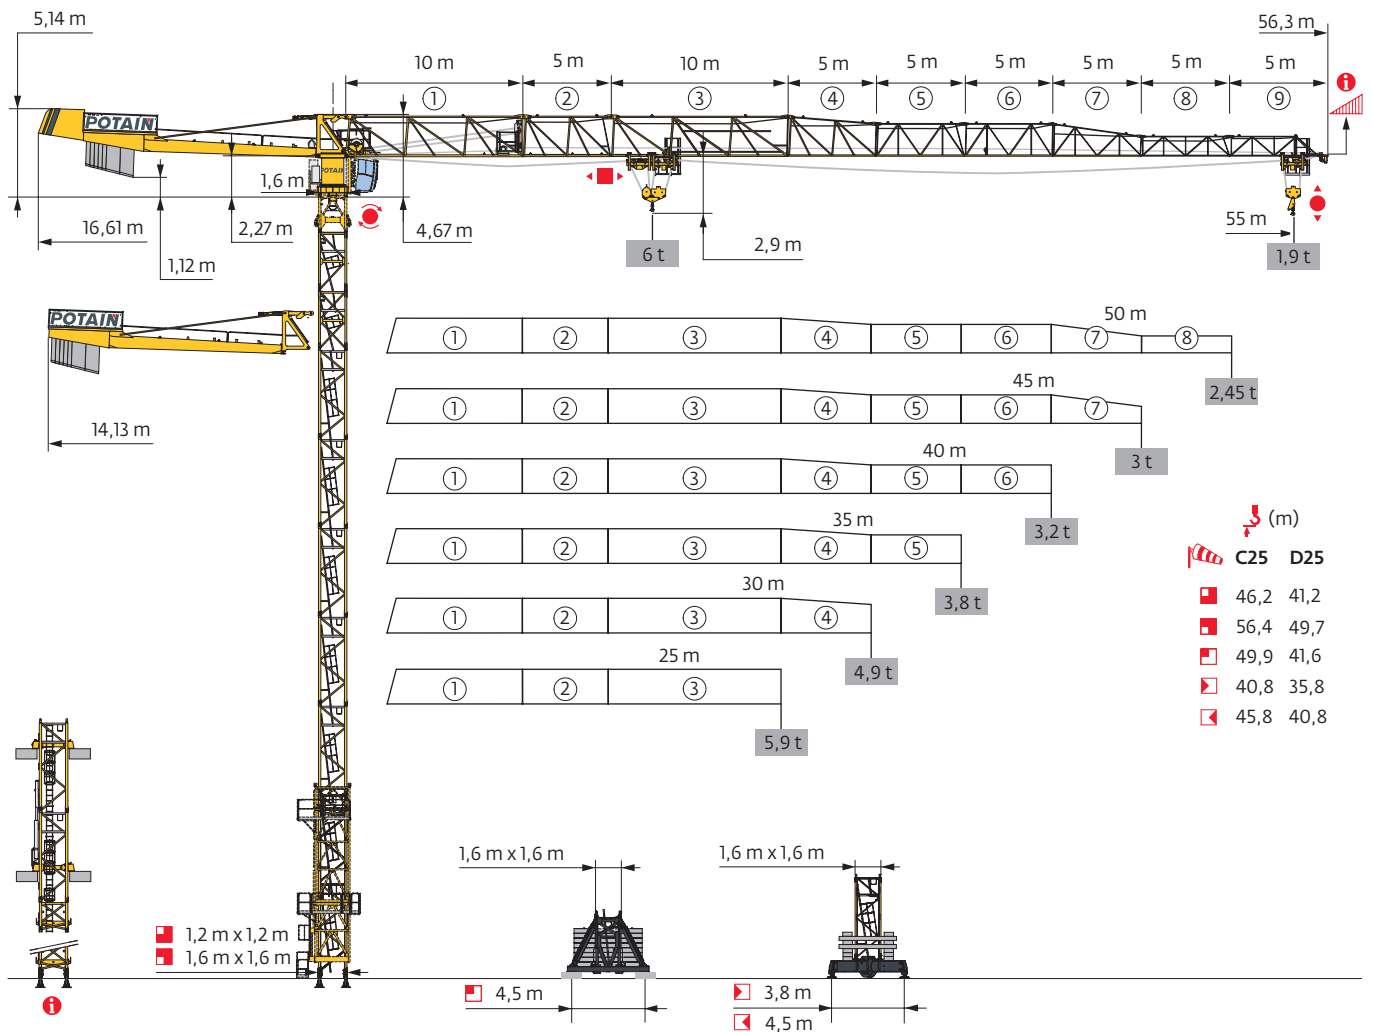 5,14 m
56,3 m
10 m 5 m 10 m 5 m 5 m 5 m 5 m 5 m 5 m
1 2 3 4 5 6 7 8 9
i
POTAIN
POTAIN
1,6 m
16,61 m
2,27 m
4,67 m
1,12 m
2,9 m
6 t
55 m
1,9 t
POTAIN
14,13 m
50 m
1 2 3 4 5 6 7 8
2,45 t
45 m
1 2 3 4 5 6 7
3 t
40 m
1 2 3 4 5 6
3,2 t
35 m
1 2 3 4 5
3,8 t
30 m
1 2 3 4
4,9 t
25 m
1 2 3
5,9 t
(m)
C25 D25
46,2 41,2
56,4 49,7
49,9 41,6
40,8 35,8
45,8 40,8
1,2 m x 1,2 m
1,6 m x 1,6 m
i
1,6 m x 1,6 m
4,5 m
1,6 m x 1,6 m
3,8 m
4,5 m